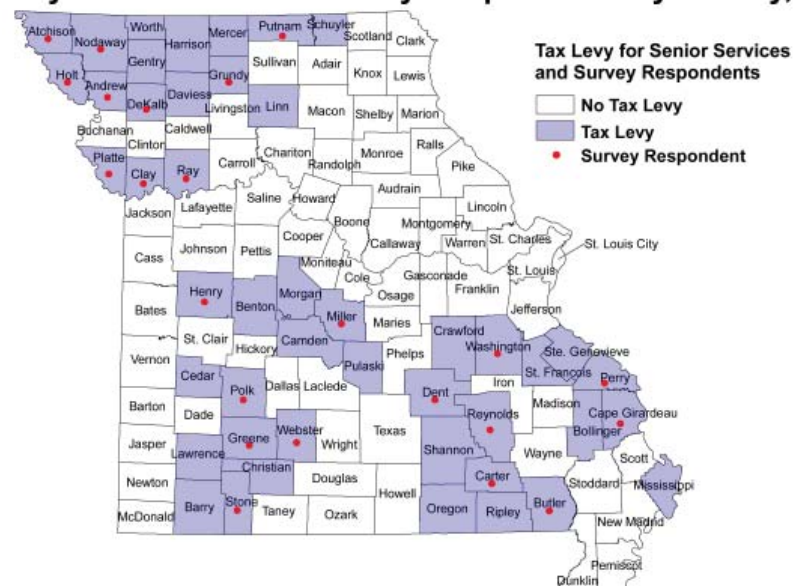 Atchison
Nodaway
Worth
Harrison
Mercer
Putnam
Schuyler
Scotland
Clark
Gentry
Sullivan
Adair
Knox
Lewis
Holt
Andrew
DeKalb
Daviess
Grundy
Livingston
Linn
Macon
Shelby
Marion
Buchanan
Clinton
Caldwell
Platte
Clay
Ray
Carroll
Chariton
Randolph
Monroe
Ralls
Pike
Audrain
Jackson
Lafayette
Saline
Howard
Boone
Callaway
Montgomery
Lincoln
Warren
St. Charles
St. Louis City
Cass
Johnson
Pettis
Cooper
Moniteau
Cole
Osage
Gasconade
Franklin
St. Louis
Jefferson
Bates
Henry
Benton
Morgan
Miller
Maries
Camden
Pulaski
Phelps
Crawford
Washington
Ste. Genevieve
St. Francois
Perry
Vernon
St. Clair
Hickory
Cedar
Polk
Dallas
Laclede
Dent
Iron
Madison
Cape Girardeau
Bollinger
Barton
Dade
Greene
Webster
Wright
Texas
Reynolds
Shannon
Wayne
Scott
Jasper
Lawrence
Christian
Douglas
Howell
Carter
Stoddard
Mississippi
Newton
McDonald
Barry
Stone
Taney
Ozark
Oregon
Ripley
Butler
New Madrid
Pemiscot
Dunklin
Tax Levy for Senior Services
and Survey Respondents
No Tax Levy
Tax Levy
Survey Respondent